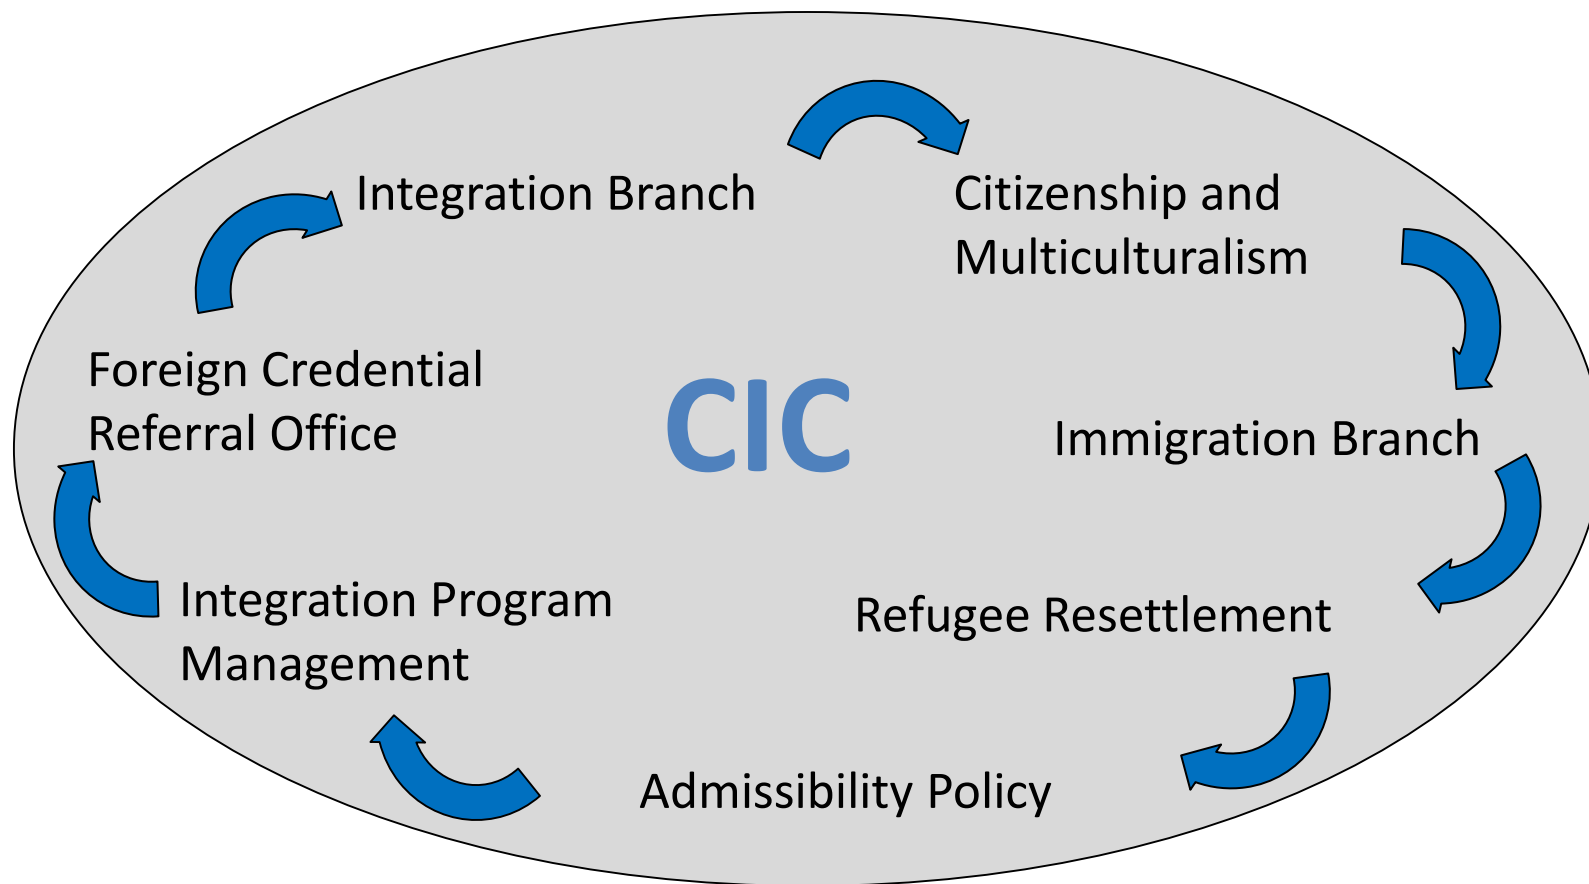 Integration Branch
Citizenship and
Multiculturalism
Foreign Credential
Referral Office
CIC
Immigration Branch
Integration Program
Management
Refugee Resettlement
Admissibility Policy